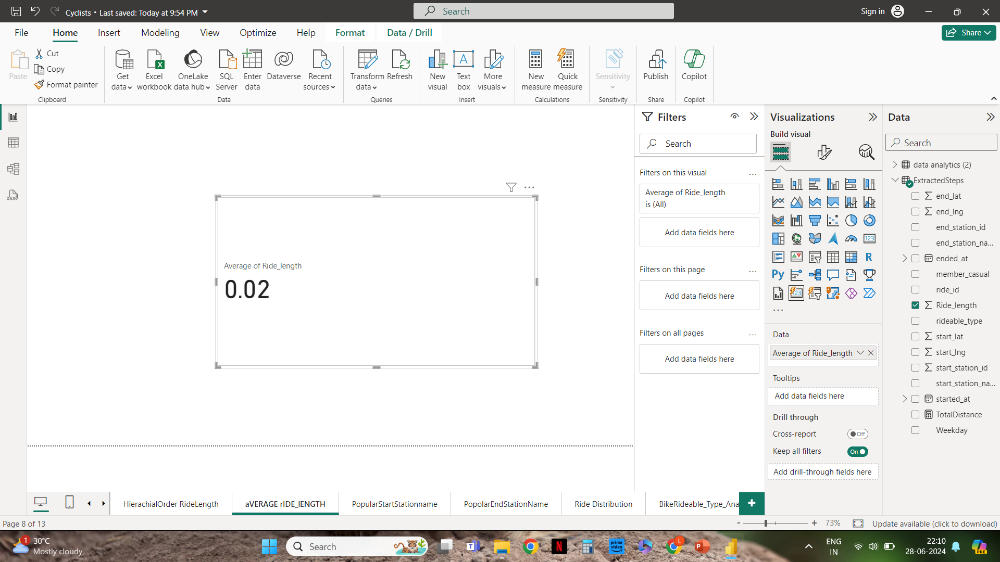 Cyclists • Last saved: Today at 9:54 PM
Search
Sign in
File Home Insert Modeling View Optimize Help Format Data / Drill
Share
Paste
Cut
Copy
Format painter
Clipboard
Get data
Excel workbook
OneLake data hub
SQL Server
Enter data
Dataverse
Recent sources
Data
Transform data
Refresh
Queries
New visual
Text box
More visuals
Insert
New measure
Quick measure
Calculations
Sensitivity
Sensitivity
Publish
Share
Copilot
Copilot
DAX
Average of Ride_length
0.02
Filters
Search
Filters on this visual
...
Average of Ride_length
is (All)
Add data fields here
Filters on this page
...
Add data fields here
Filters on all pages
...
Add data fields here
Visualizations
Build visual
123
R
Py
123
...
Data
Average of Ride_length
Tooltips
Add data fields here
Drill through
Cross-report
Off
Keep all filters
On
Add drill-through fields here
Data
Search
data analytics (2)
ExtractedSteps
end_lat
end_lng
end_station_id
end_station_na...
ended_at
member_casual
ride_id
Ride_length
rideable_type
start_lat
start_lng
start_station_id
start_station_na...
started_at
TotalDistance
Weekday
HierachialOrder RideLength
aVERAGE rIDE_lENGTH
PopularStartStationname
PopolarEndStationName
Ride Distribution
BikeRideable_Type_Ana
+
Page 8 of 13
- + 73%
Update available (click to download)
1
30°C
Mostly cloudy
Search
prime video
L
ENG
IN
22:10
28-06-2024
PRE